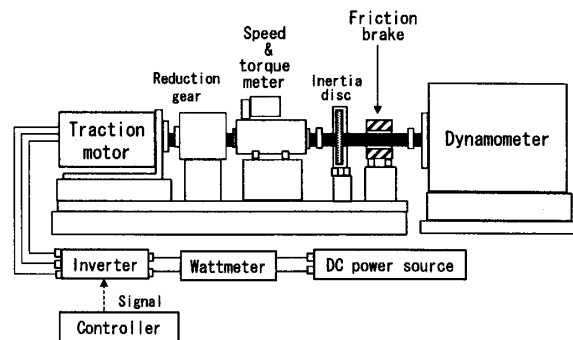 Friction
brake
Speed
&
torque
meter
Reduction
gear
Inertia
disc
Traction
motor
Dynamometer
Inverter
Wattmeter
DC power source
Signal
Controller